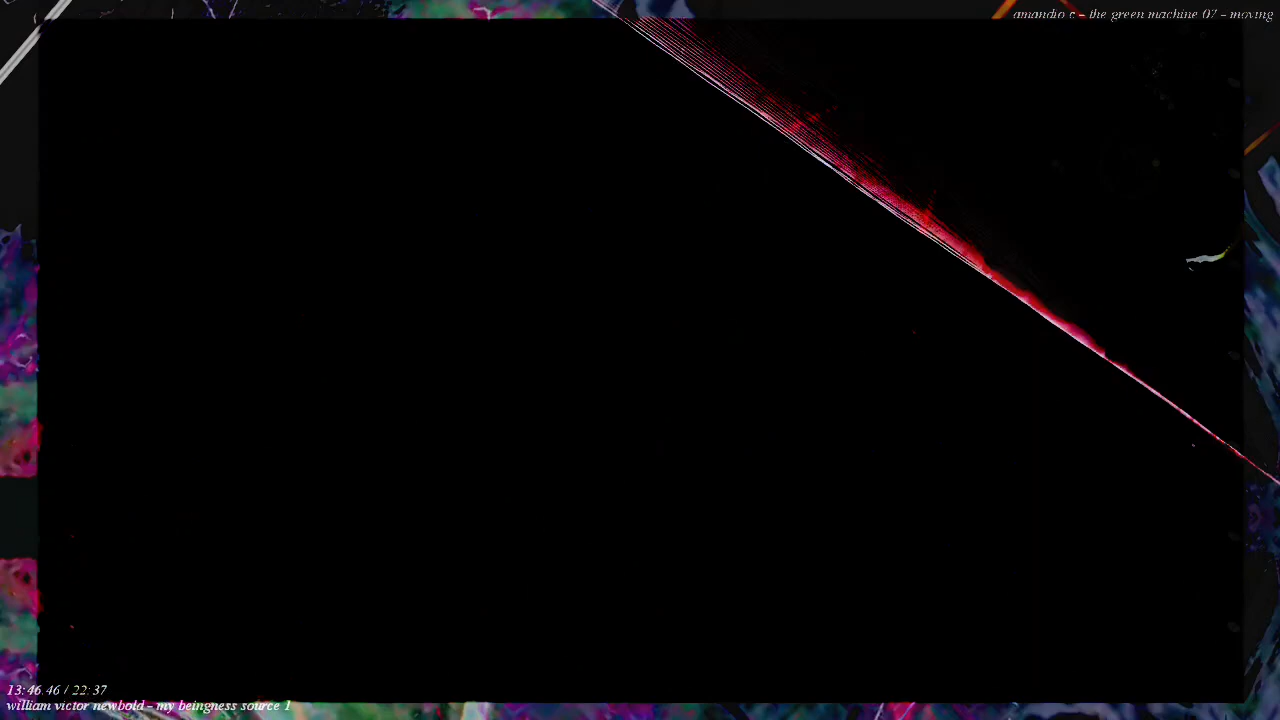 amandio c - the green machine 07 - moving
13:46.46 / 22:37
william victor newbold - my beingness source 1